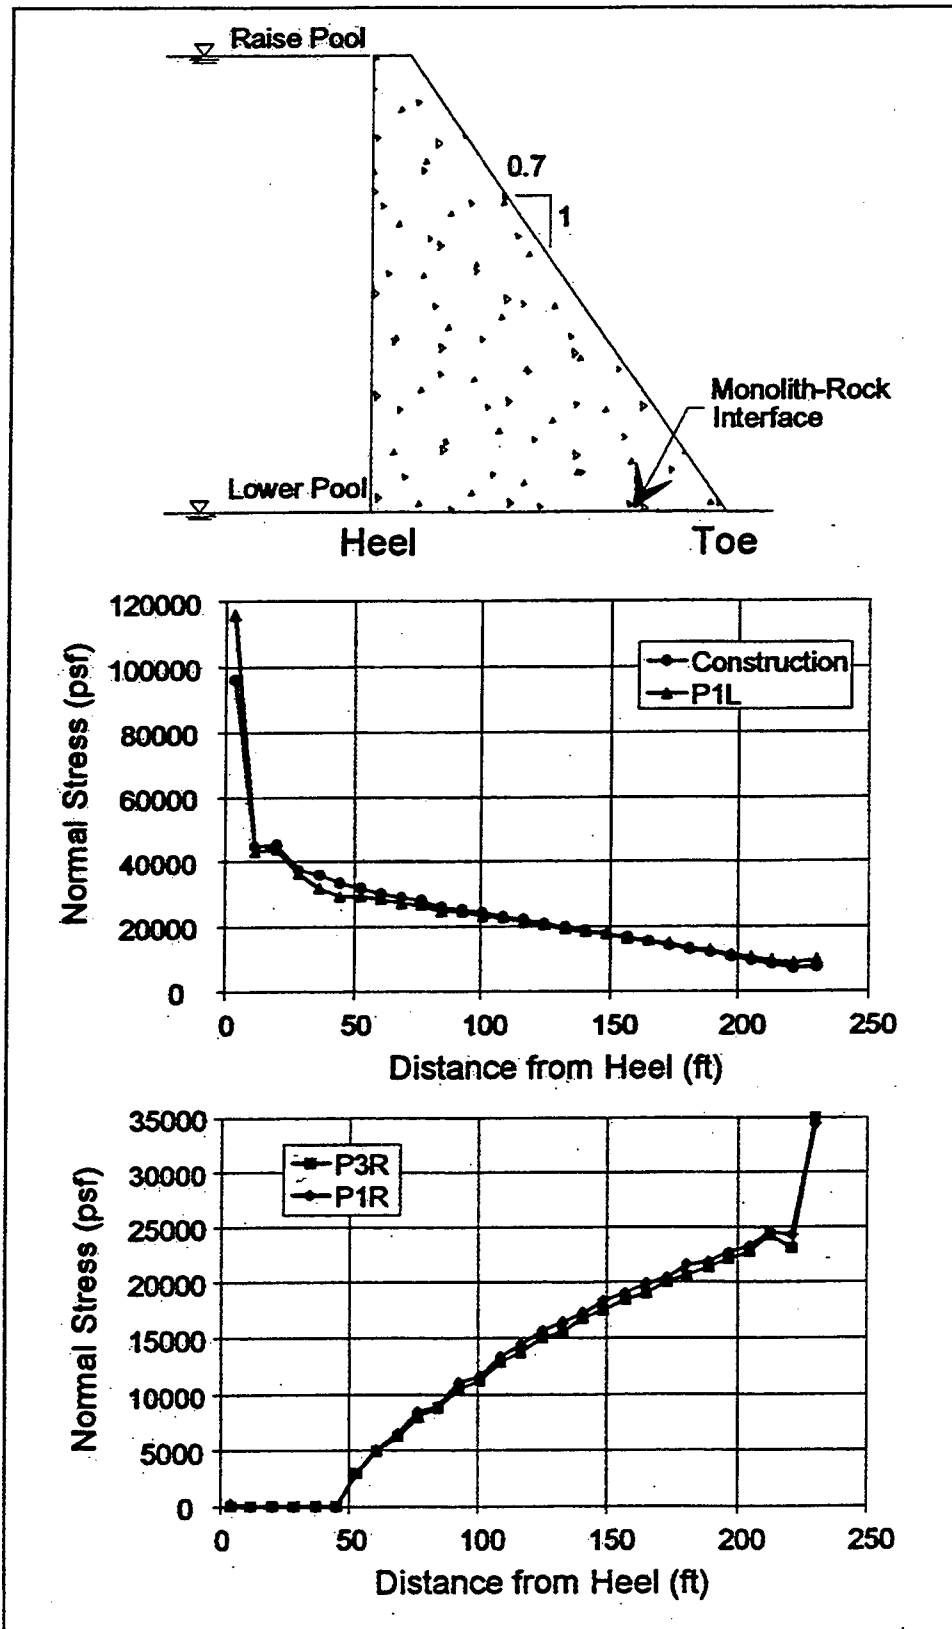 Raise Pool
0.7
1
Monolith-Rock
Interface
Lower Pool
Heel
Toe
120000
100000
80000
60000
40000
20000
0
Normal Stress (psf)
Construction
P1L
0
50
100
150
200
250
Distance from Heel (ft)
35000
30000
25000
20000
15000
10000
5000
0
Normal Stress (psf)
P3R
P1R
0
50
100
150
200
250
Distance from Heel (ft)